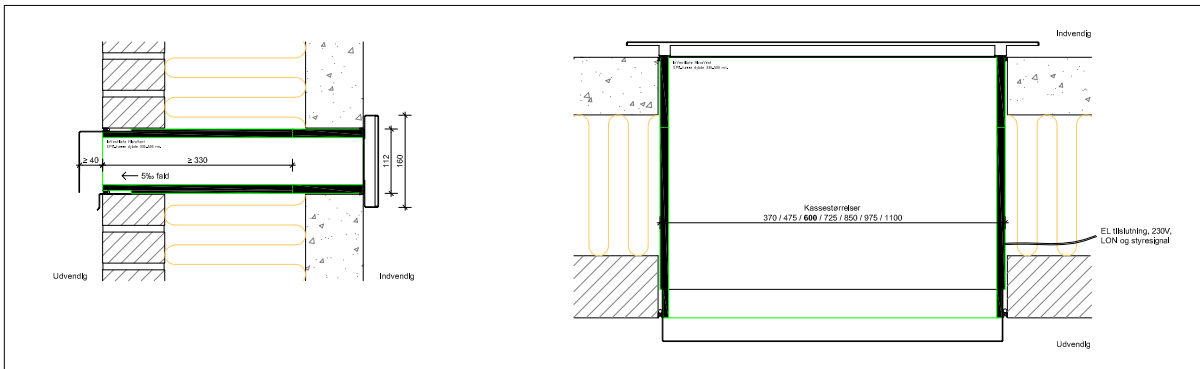 ≥ 40
≥ 330
5‰ fald
112
160
Udvendig
Indvendig
Indvendig
Kassestørrelser
370 / 475 / 600 / 725 / 850 / 975 / 1100
EL tilslutning, 230V,
LON og styresignal
Udvendig